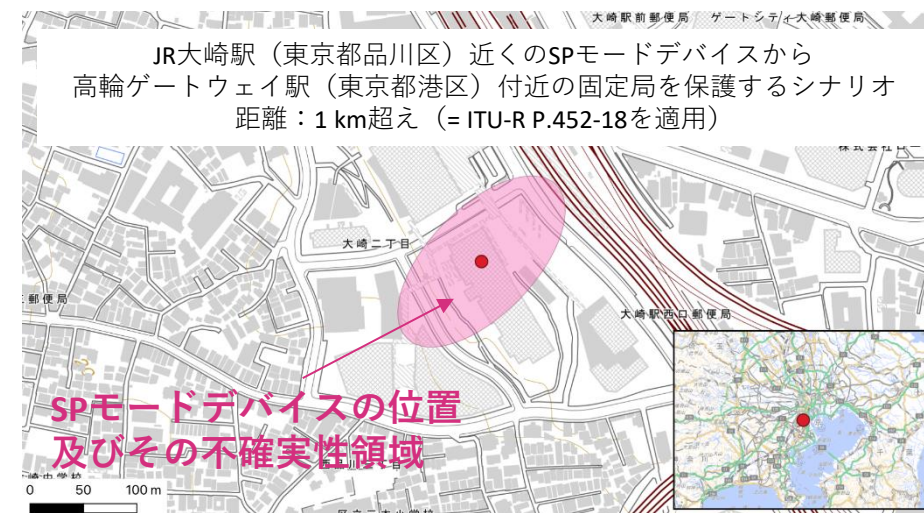 大崎駅前郵便局 ゲートシティ大崎郵便局
JR大崎駅（東京都品川区）近くのSPモードデバイスから
高輪ゲートウェイ駅（東京都港区）付近の固定局を保護するシナリオ
距離：1 km超え（= ITU-R P.452-18を適用）
大崎二丁目
郵便局
大崎駅西口郵便局
SPモードデバイスの位置
及びその不確実性領域
0 50 100 m